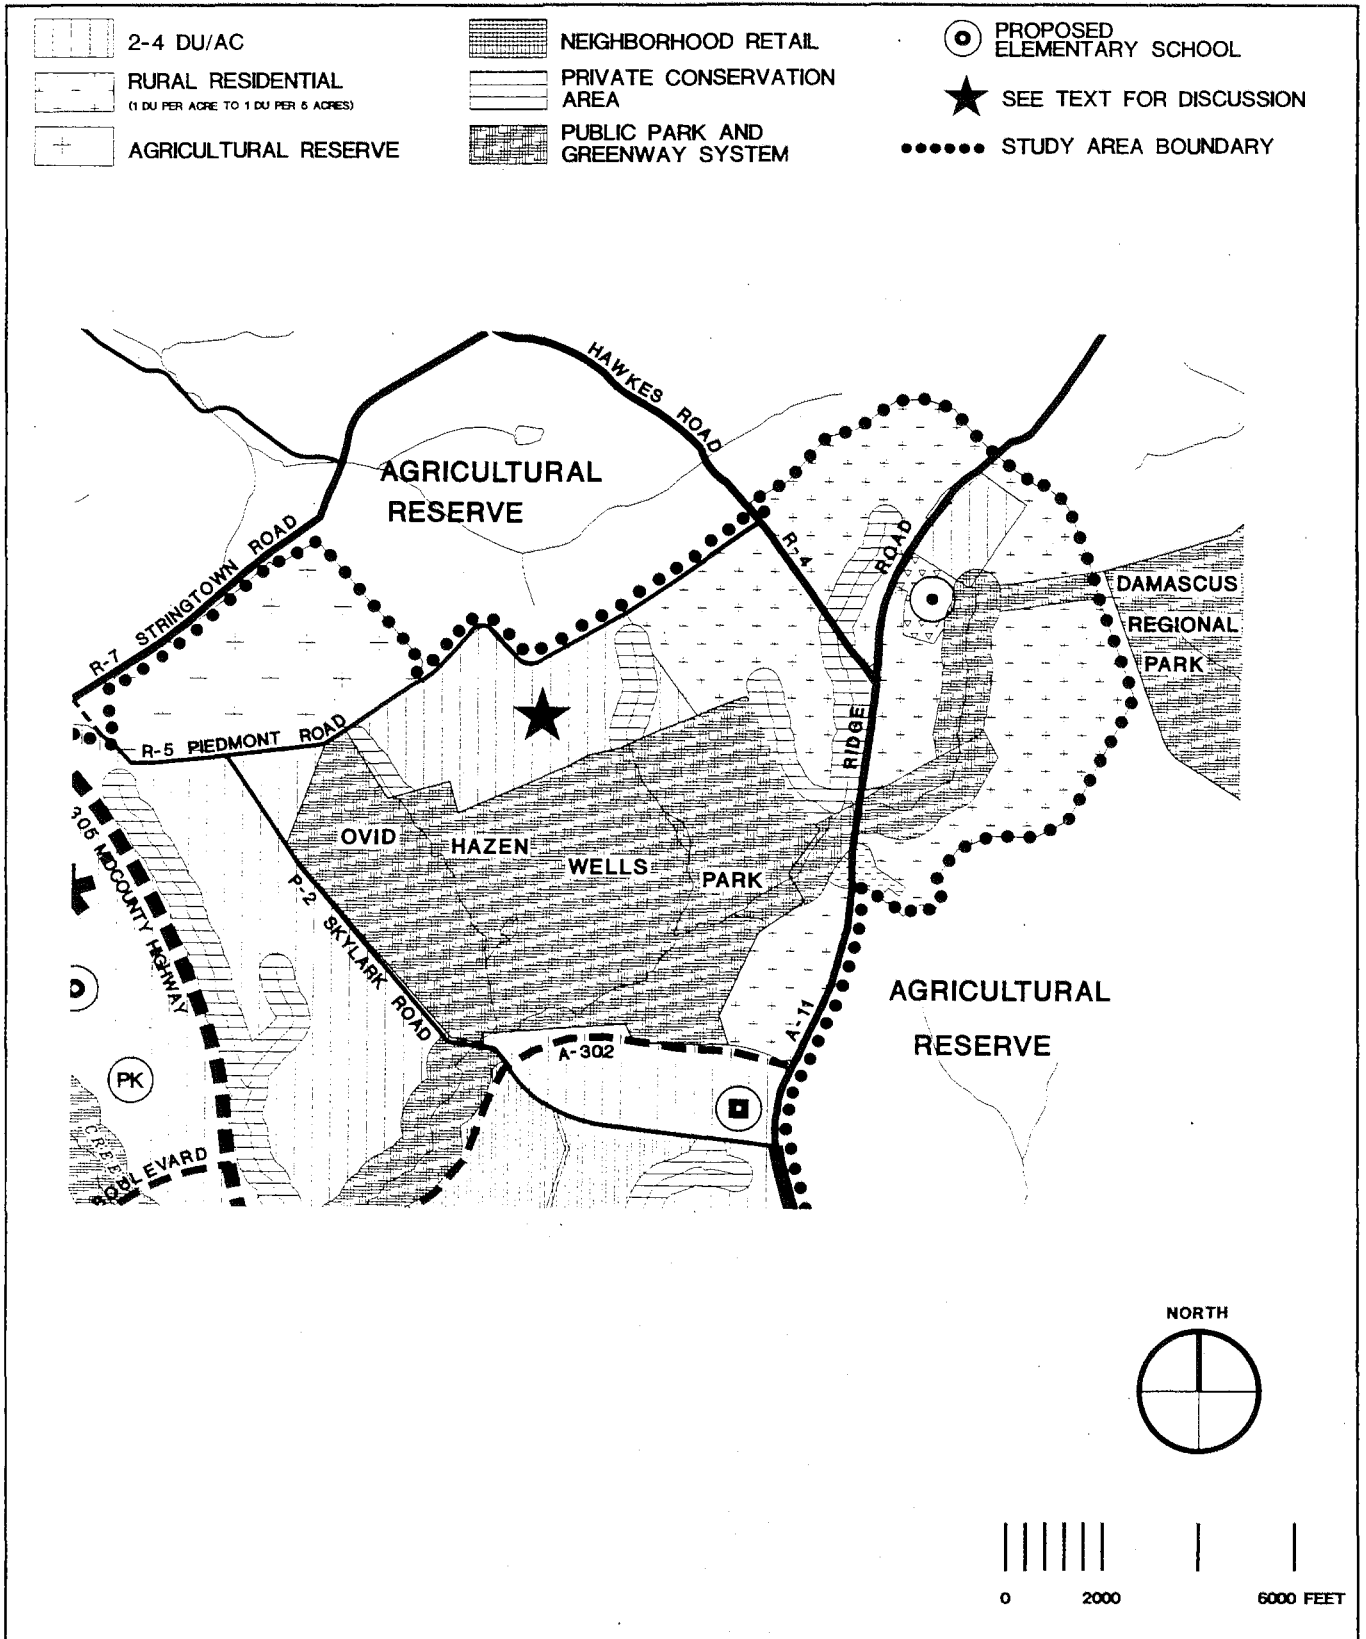 2-4 DU/AC
RURAL RESIDENTIAL
(1 DU PER ACRE TO 1 DU PER 5 ACRES)
AGRICULTURAL RESERVE
NEIGHBORHOOD RETAIL
PRIVATE CONSERVATION
AREA
PUBLIC PARK AND
GREENWAY SYSTEM
PROPOSED
ELEMENTARY SCHOOL
SEE TEXT FOR DISCUSSION
STUDY AREA BOUNDARY
HAWKES ROAD
AGRICULTURAL
RESERVE
R-7 STRINGTOWN ROAD
R-4
ROAD
RIDGE
DAMASCUS
REGIONAL
PARK
R-5 PIEDMONT ROAD
OVID HAZEN WELLS PARK
305 MIDCOUNTY HIGHWAY
P-2 SKYLARK ROAD
A-11
AGRICULTURAL
RESERVE
A-302
PK
CREE
BOULEVARD
NORTH
0 2000 6000 FEET